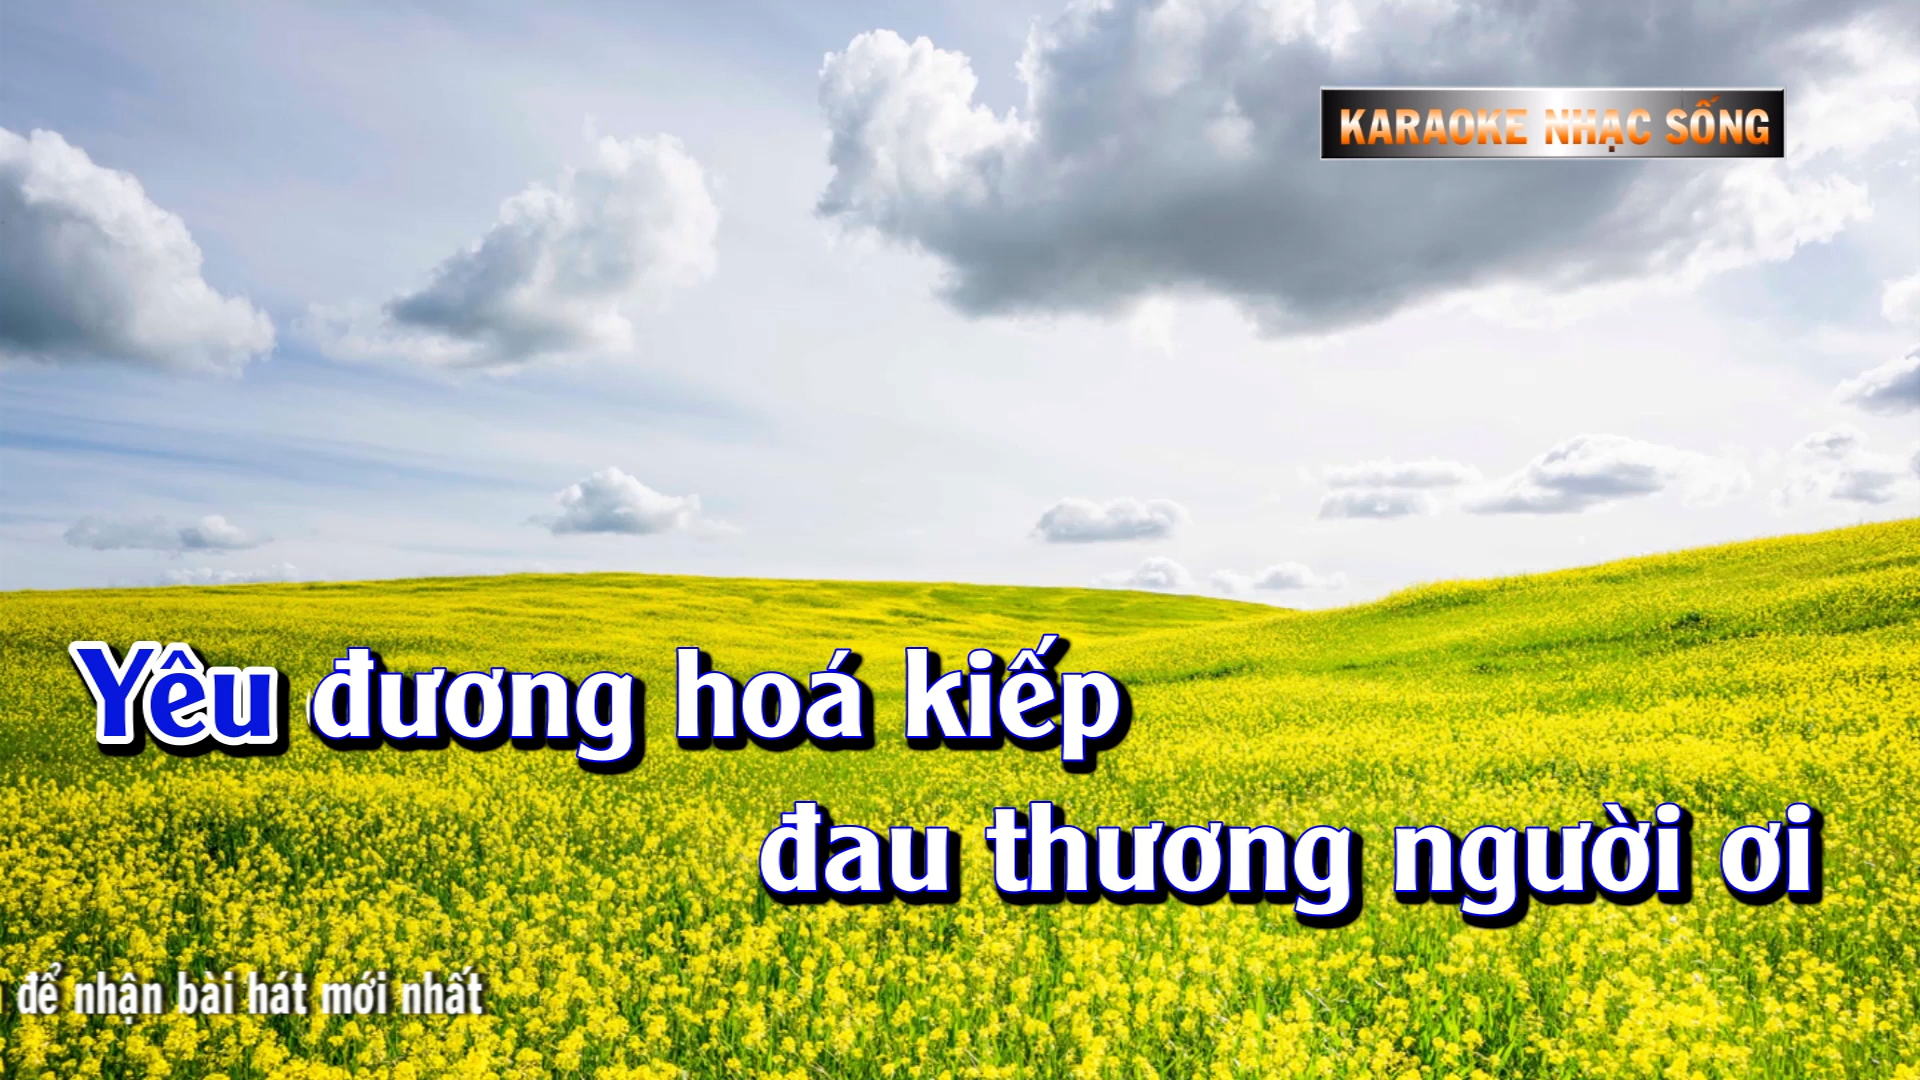 KARAOKE NHẠC SỐNG
Yêu đương hoá kiếp
đau thương người ơi
để nhận bài hát mới nhất